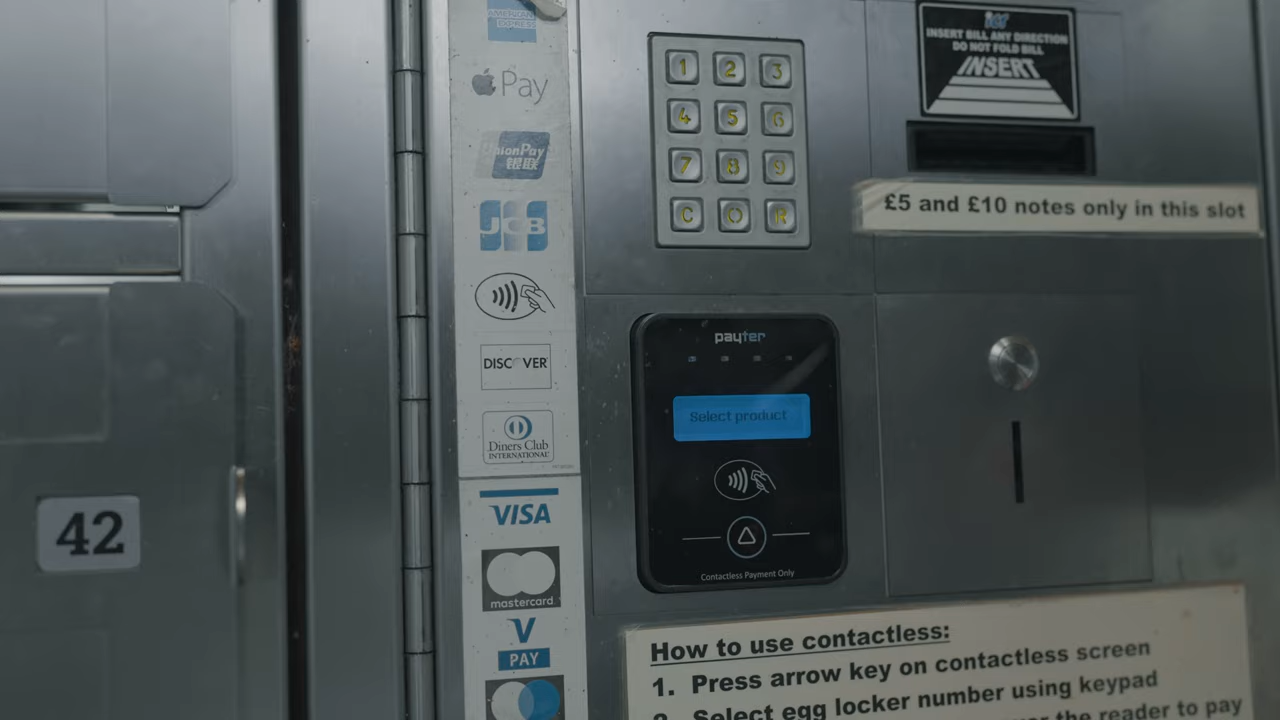 42
AMERICAN
EXPRESS
Pay
UnionPay
银联
JCB
DISCOVER
Diners Club
INTERNATIONAL
VISA
mastercard
V
PAY
1 2 3
4 5 6
7 8 9
C O R
payter
Select product
Contactless Payment Only
ict
INSERT BILL ANY DIRECTION
DO NOT FOLD BILL
INSERT
£5 and £10 notes only in this slot
How to use contactless:
1. Press arrow key on contactless screen
2. Select egg locker number using keypad
the reader to pay